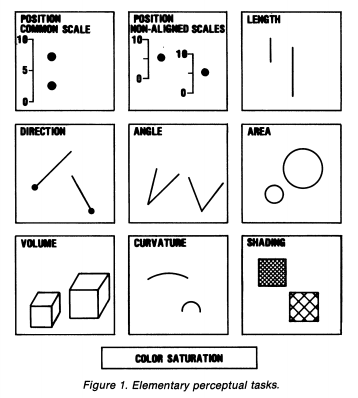 POSITION
COMMON SCALE
10
5
0
POSITION
NON-ALIGNED SCALES
10
0
10
0
LENGTH
DIRECTION
ANGLE
AREA
VOLUME
CURVATURE
SHADING
COLOR SATURATION
Figure 1. Elementary perceptual tasks.